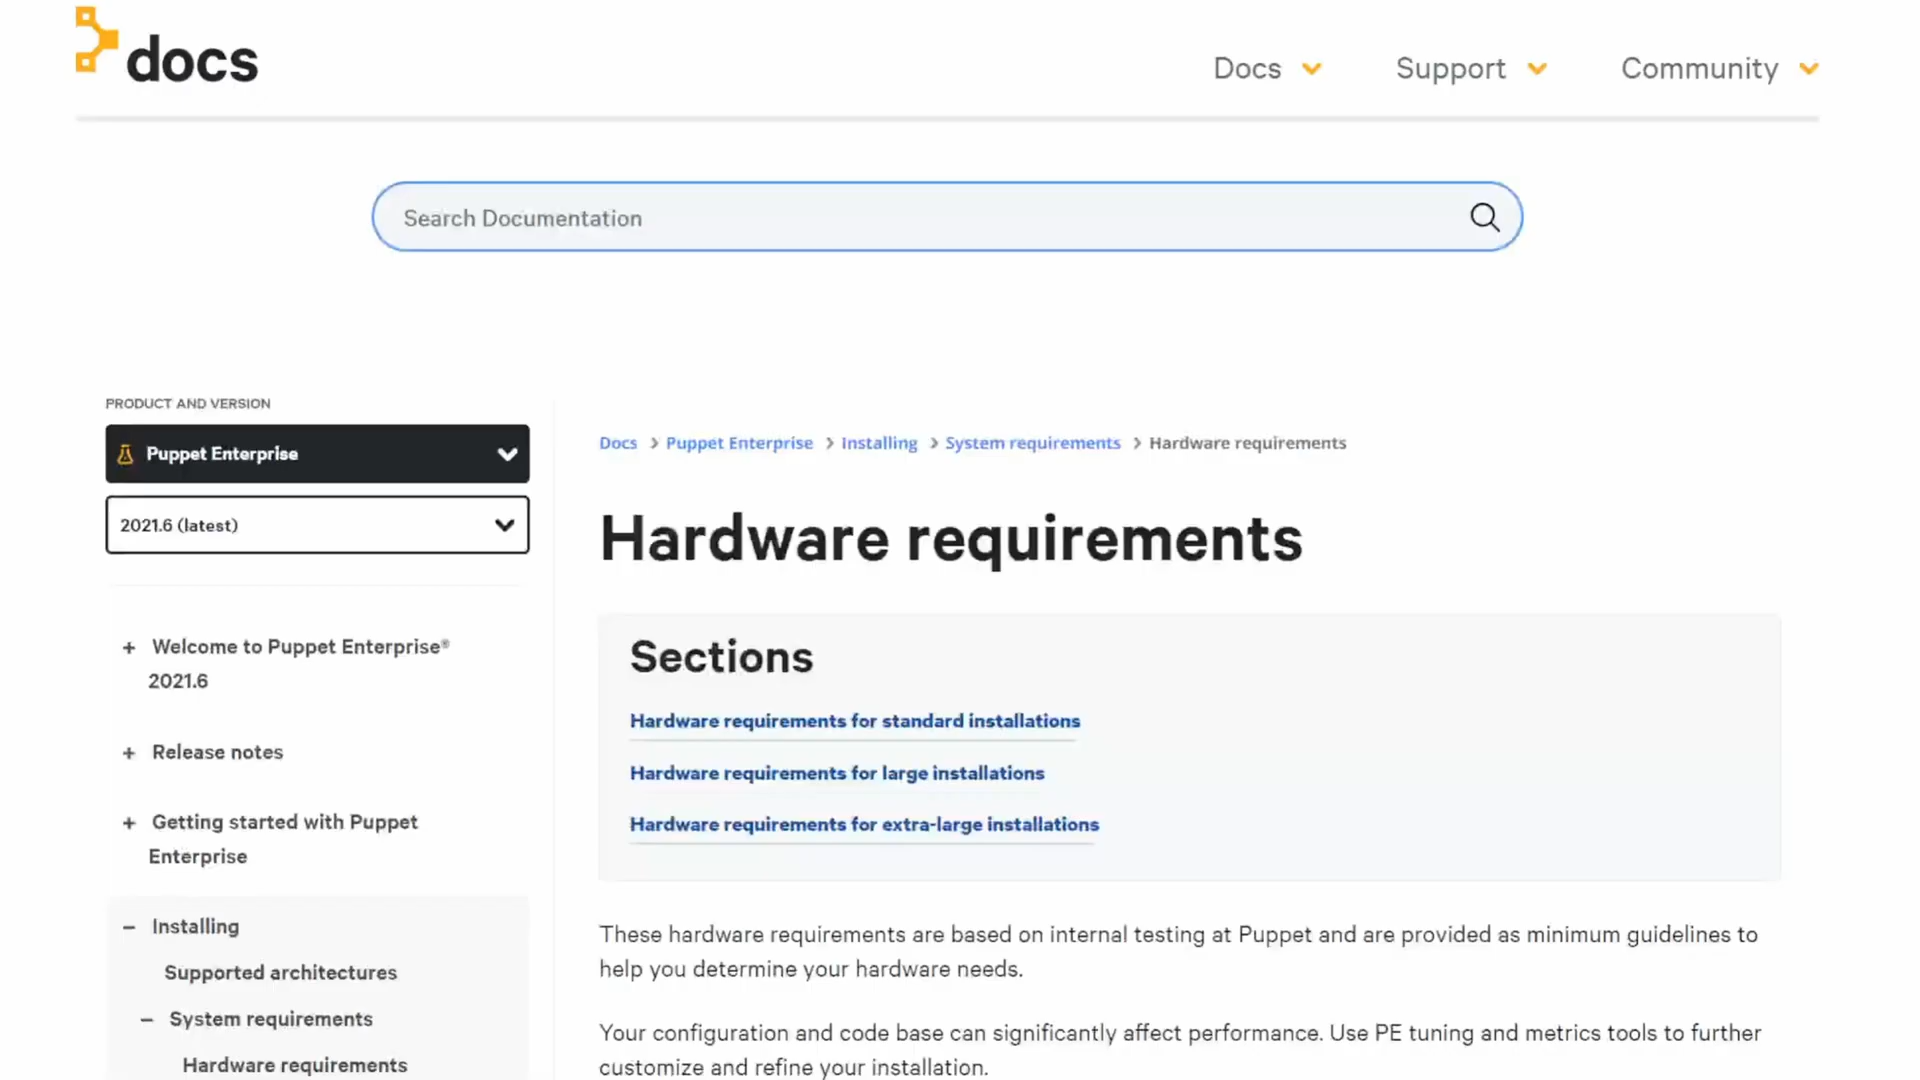 docs
Docs
Support
Community
Search Documentation
PRODUCT AND VERSION
Puppet Enterprise
2021.6 (latest)
+ Welcome to Puppet Enterprise®
2021.6
+ Release notes
+ Getting started with Puppet
Enterprise
– Installing
Supported architectures
– System requirements
Hardware requirements
Docs > Puppet Enterprise > Installing > System requirements > Hardware requirements
Hardware requirements
Sections
Hardware requirements for standard installations
Hardware requirements for large installations
Hardware requirements for extra-large installations
These hardware requirements are based on internal testing at Puppet and are provided as minimum guidelines to
help you determine your hardware needs.
Your configuration and code base can significantly affect performance. Use PE tuning and metrics tools to further
customize and refine your installation.